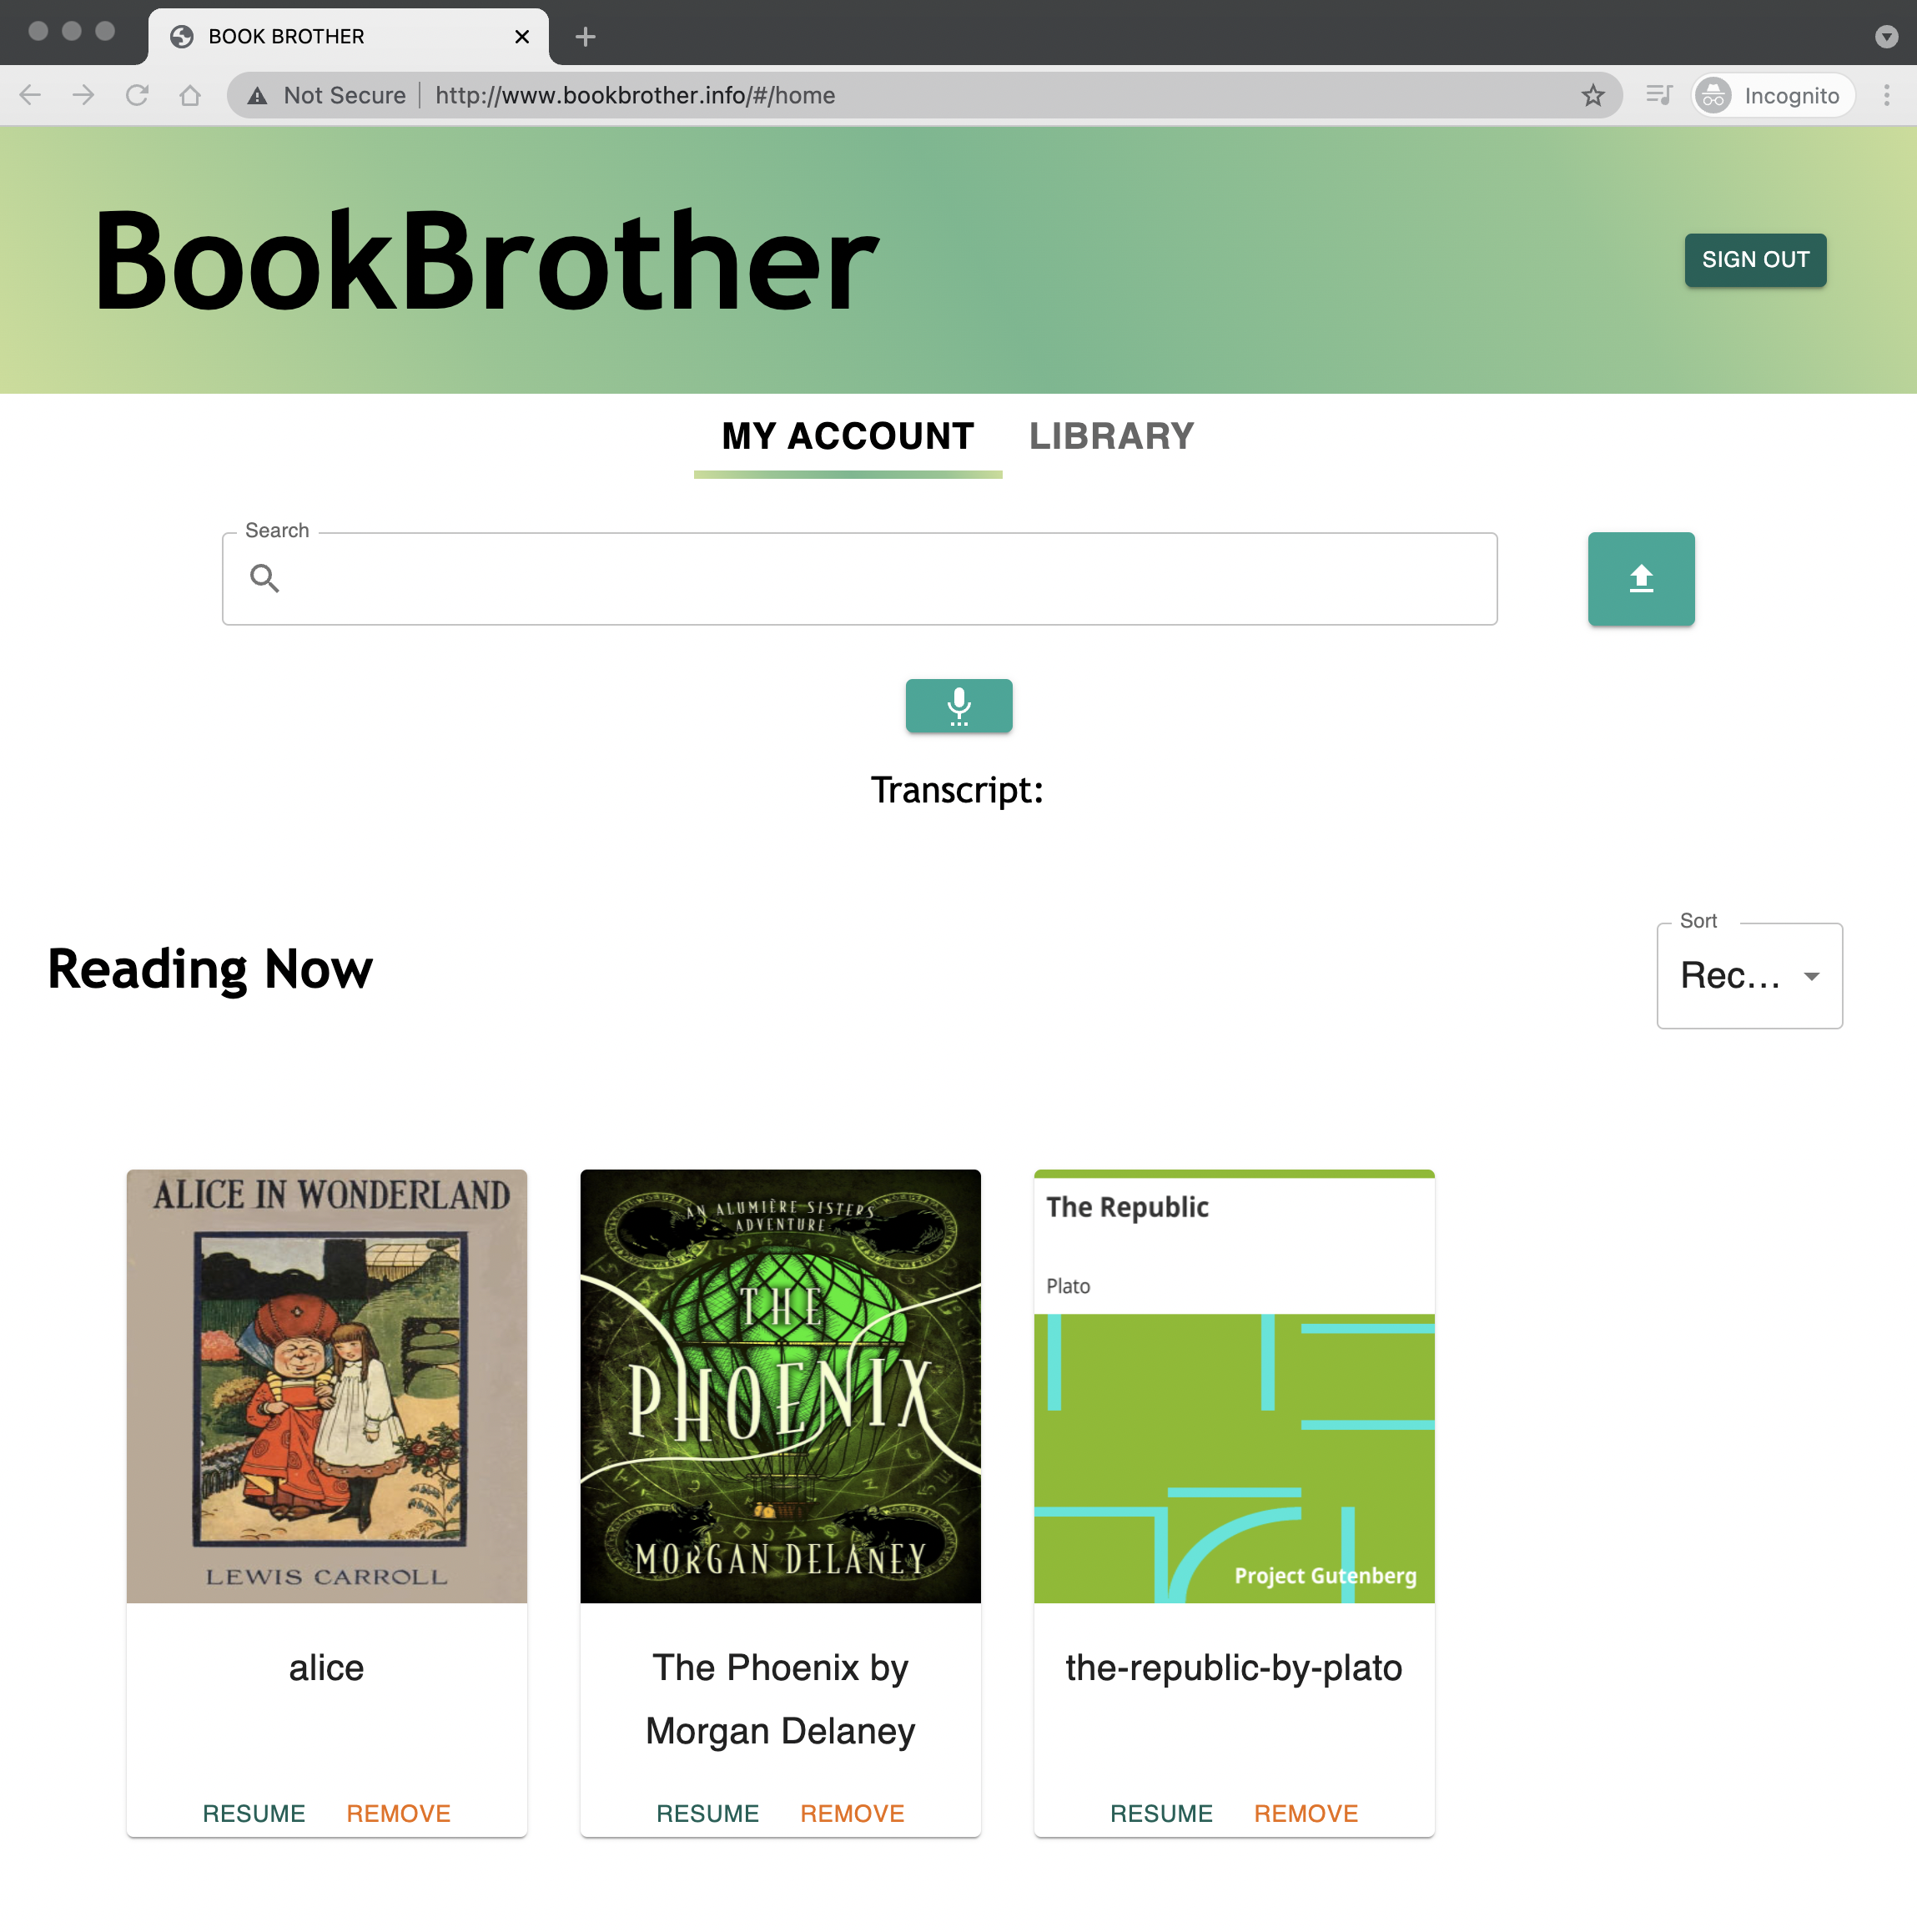 BOOK BROTHER
Not Secure
http://www.bookbrother.info/#/home
Incognito
BookBrother
SIGN OUT
MY ACCOUNT
LIBRARY
Search
Transcript:
Reading Now
Sort
Rec...
ALICE IN WONDERLAND
LEWIS CARROLL
alice
RESUME
REMOVE
AN ALUMIÈRE SISTERS
ADVENTURE
THE
PHOENIX
MORGAN DELANEY
The Phoenix by
Morgan Delaney
RESUME
REMOVE
The Republic
Plato
Project Gutenberg
the-republic-by-plato
RESUME
REMOVE